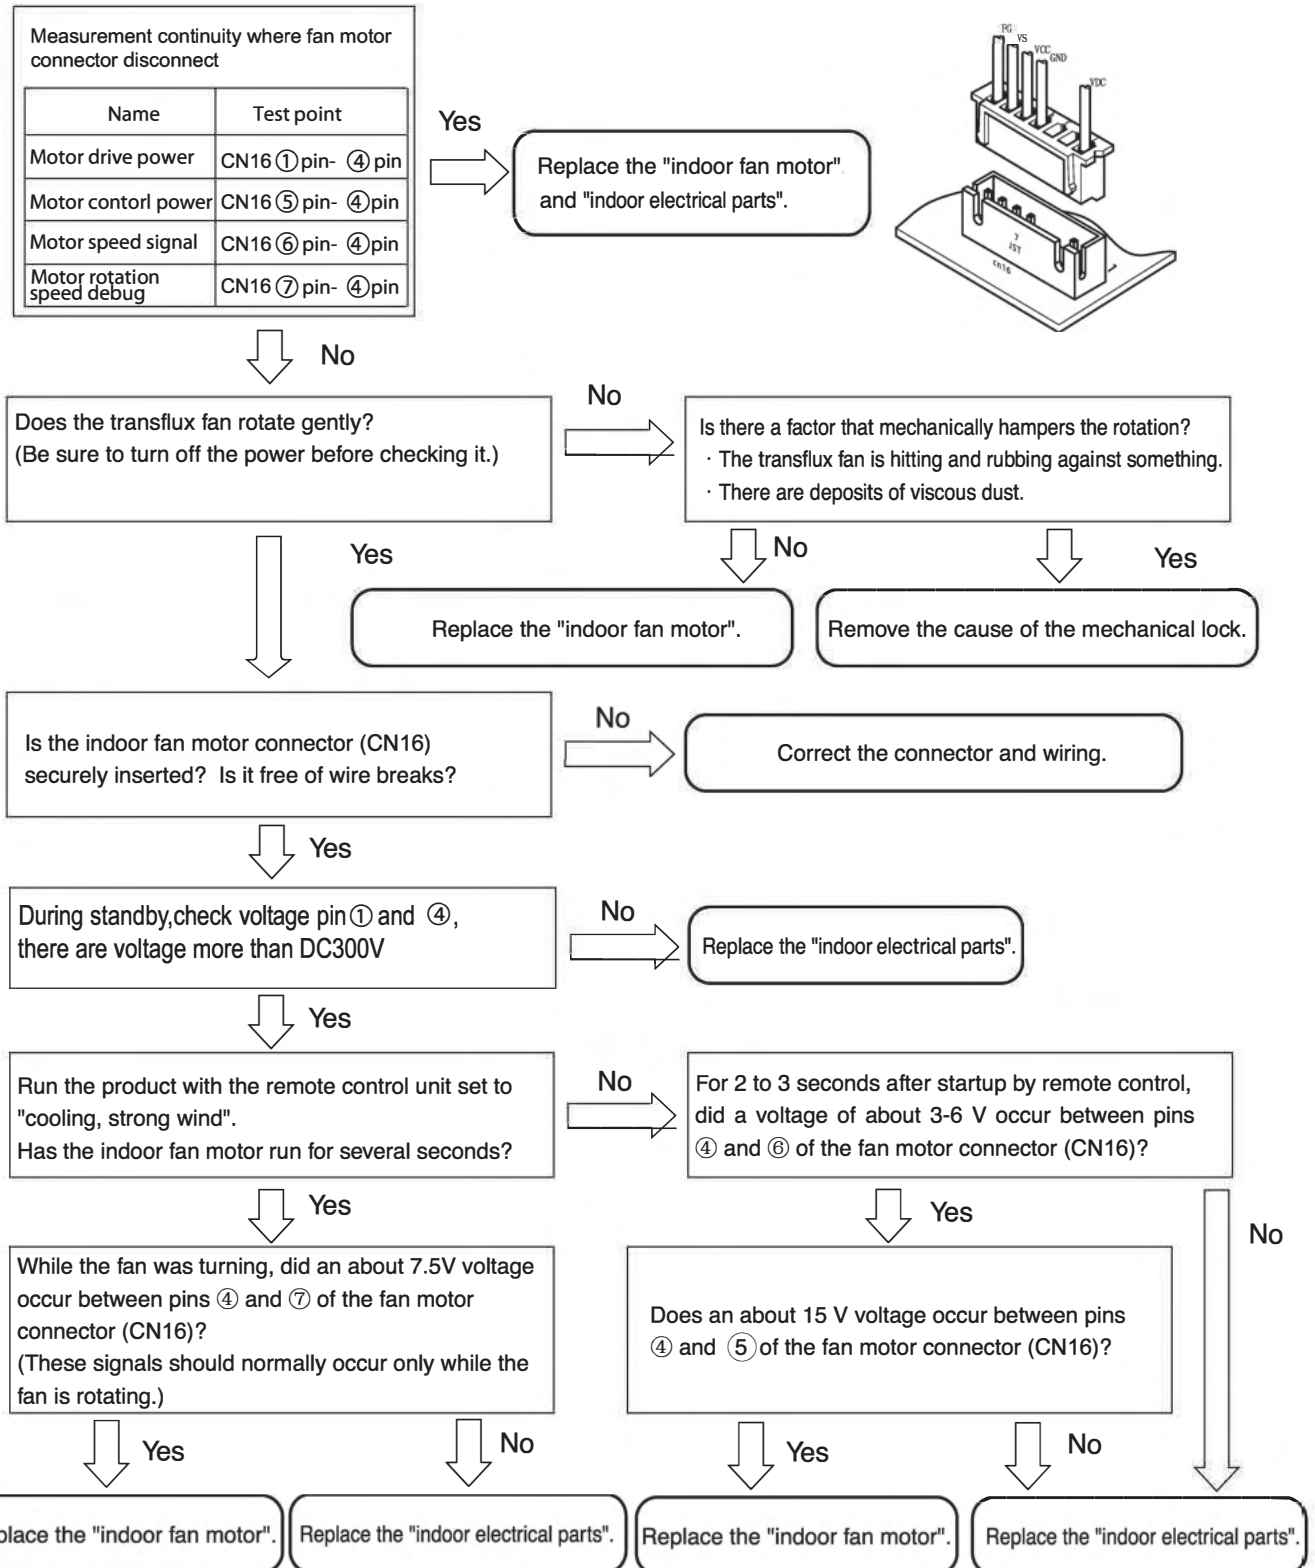 Measurement continuity where fan motor
connector disconnect
Name Test point
Motor drive power CN16 ① pin- ④ pin
Motor contorl power CN16 ⑤ pin- ④ pin
Motor speed signal CN16 ⑥ pin- ④ pin
Motor rotation
speed debug CN16 ⑦ pin- ④ pin
Yes
Replace the "indoor fan motor"
and "indoor electrical parts".
PG
VS
VCC
GND
VDC
7
JST
cn16
1
No
Does the transflux fan rotate gently?
(Be sure to turn off the power before checking it.)
No
Is there a factor that mechanically hampers the rotation?
· The transflux fan is hitting and rubbing against something.
· There are deposits of viscous dust.
Yes
No
Yes
Replace the "indoor fan motor".
Remove the cause of the mechanical lock.
Is the indoor fan motor connector (CN16)
securely inserted? Is it free of wire breaks?
No
Correct the connector and wiring.
Yes
During standby,check voltage pin ① and ④,
there are voltage more than DC300V
No
Replace the "indoor electrical parts".
Yes
Run the product with the remote control unit set to
"cooling, strong wind".
Has the indoor fan motor run for several seconds?
No
For 2 to 3 seconds after startup by remote control,
did a voltage of about 3-6 V occur between pins
④ and ⑥ of the fan motor connector (CN16)?
Yes
Yes
No
While the fan was turning, did an about 7.5V voltage
occur between pins ④ and ⑦ of the fan motor
connector (CN16)?
(These signals should normally occur only while the
fan is rotating.)
Does an about 15 V voltage occur between pins
④ and ⑤ of the fan motor connector (CN16)?
Yes
No
Yes
No
place the "indoor fan motor".
Replace the "indoor electrical parts".
Replace the "indoor fan motor".
Replace the "indoor electrical parts".